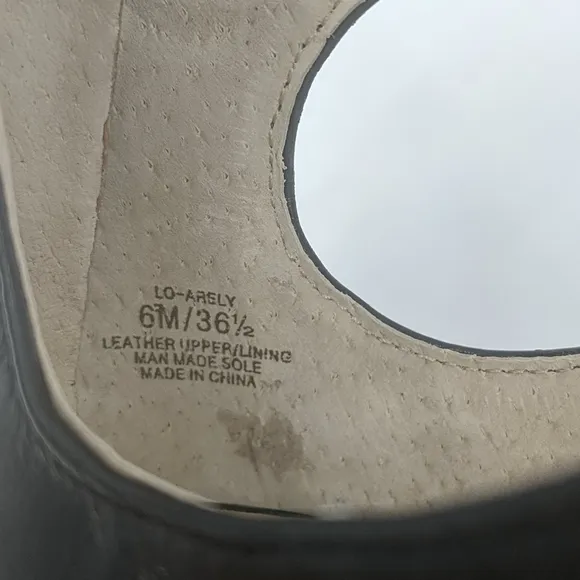 LO-ARELY
6M/36½
LEATHER UPPER/LINING
MAN MADE SOLE
MADE IN CHINA